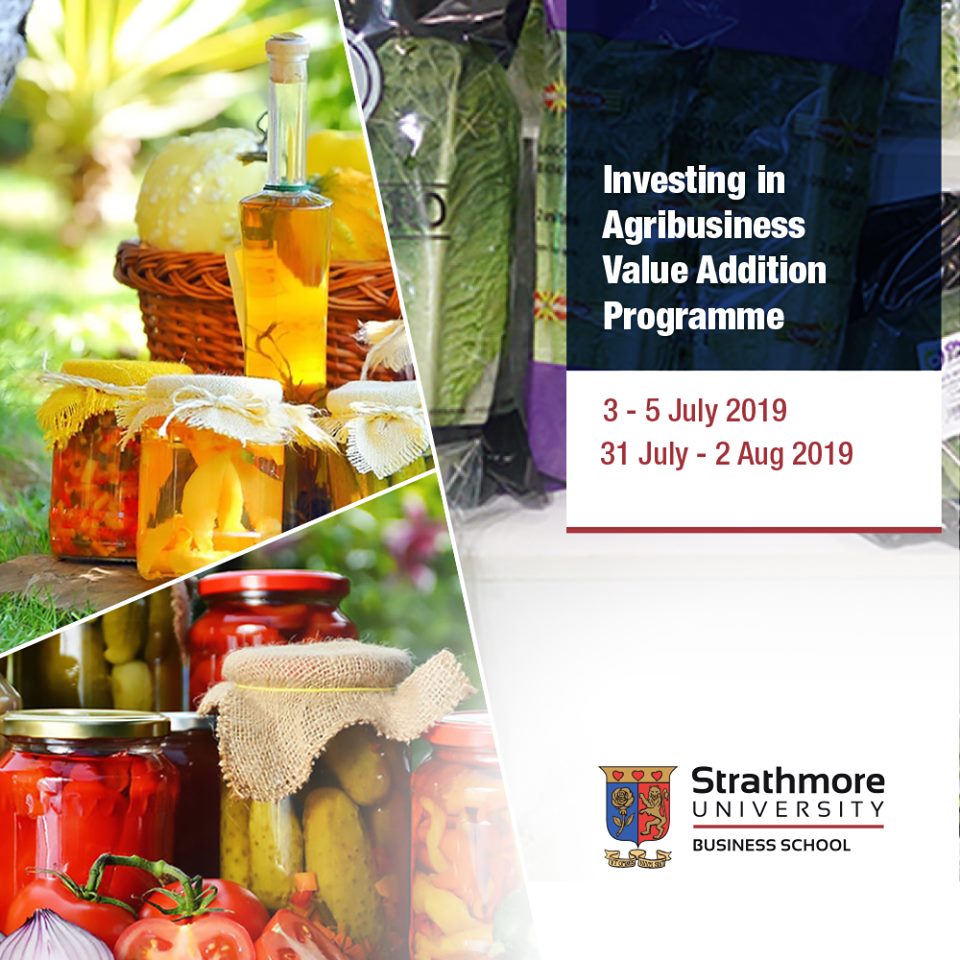 Investing in
Agribusiness
Value Addition
Programme
3 - 5 July 2019
31 July - 2 Aug 2019
Strathmore
UNIVERSITY
BUSINESS SCHOOL